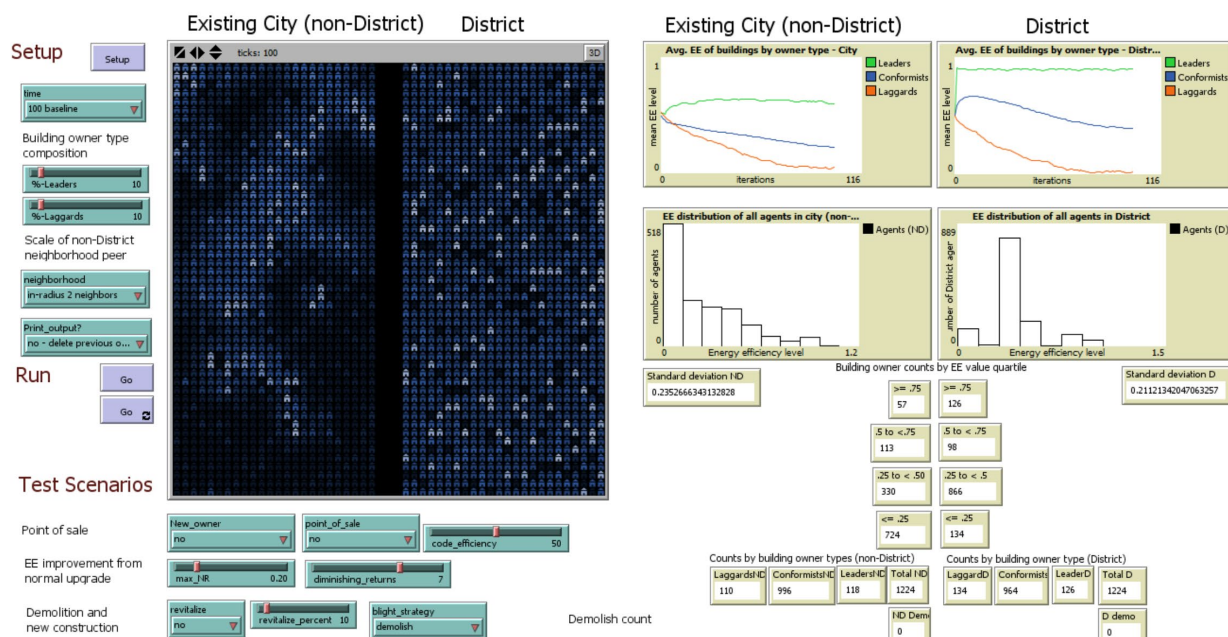 Existing City (non-District)
District
Setup
Setup
time
100 baseline
Building owner type
composition
%-Leaders 10
%-Laggards 10
Scale of non-District
neighborhood peer
neighborhood
in-radius 2 neighbors
Print_output?
no - delete previous o...
Run
Go
Go
ticks: 100
3D
Test Scenarios
Point of sale
New_owner
no
point_of_sale
no
code_efficiency 50
EE improvement from
normal upgrade
max_NR 0.20
diminishing_returns 7
Demolition and
new construction
revitalize
no
revitalize_percent 10
blight_strategy
demolish
Demolish count
Existing City (non-District)
District
Avg. EE of buildings by owner type - City
1
mean EE level
0
0
iterations
116
Leaders
Conformists
Laggards
Avg. EE of buildings by owner type - Distr...
1
mean EE level
0
0
iterations
116
Leaders
Conformists
Laggards
EE distribution of all agents in city (non-...
518
number of agents
0
0
Energy efficiency level
1.2
Agents (ND)
EE distribution of all agents in District
889
umber of District ager
0
0
Energy efficiency level
1.5
Agents (D)
Building owner counts by EE value quartile
Standard deviation ND
0.2352666343132828
Standard deviation D
0.21121342047063257
>= .75
57
>= .75
126
.5 to < .75
113
.5 to < .75
98
.25 to < .50
330
.25 to < .5
866
<= .25
724
<= .25
134
Counts by building owner types (non-District)
LaggardsND
110
ConformistsND
996
LeadersND
118
Total ND
1224
ND Dem
0
Counts by building owner type (District)
LaggardD
134
Conformists
964
LeaderD
126
Total D
1224
D demo
0